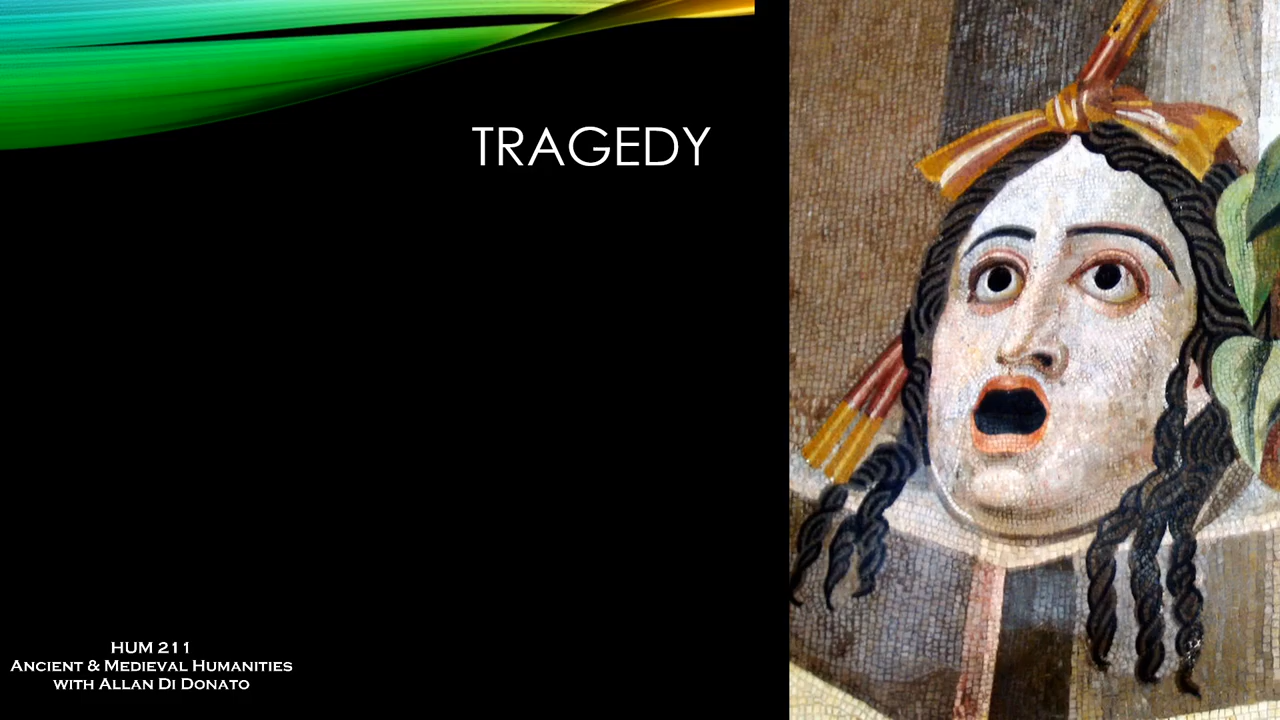 TRAGEDY
HUM 211
Ancient & Medieval Humanities
with Allan Di Donato